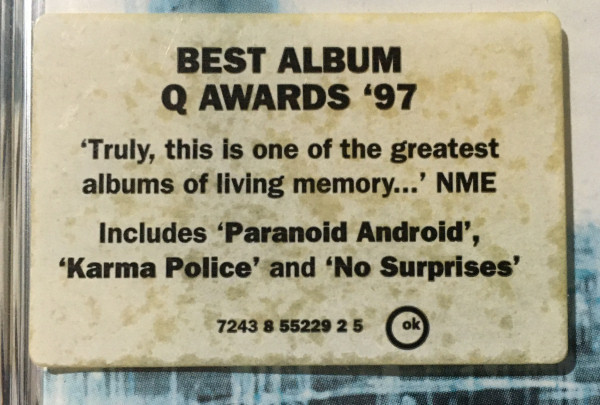 BEST ALBUM
Q AWARDS ‘97
‘Truly, this is one of the greatest
albums of living memory...’ NME
Includes ‘Paranoid Android’,
‘Karma Police’ and ‘No Surprises’
7243 8 55229 2 5 ok